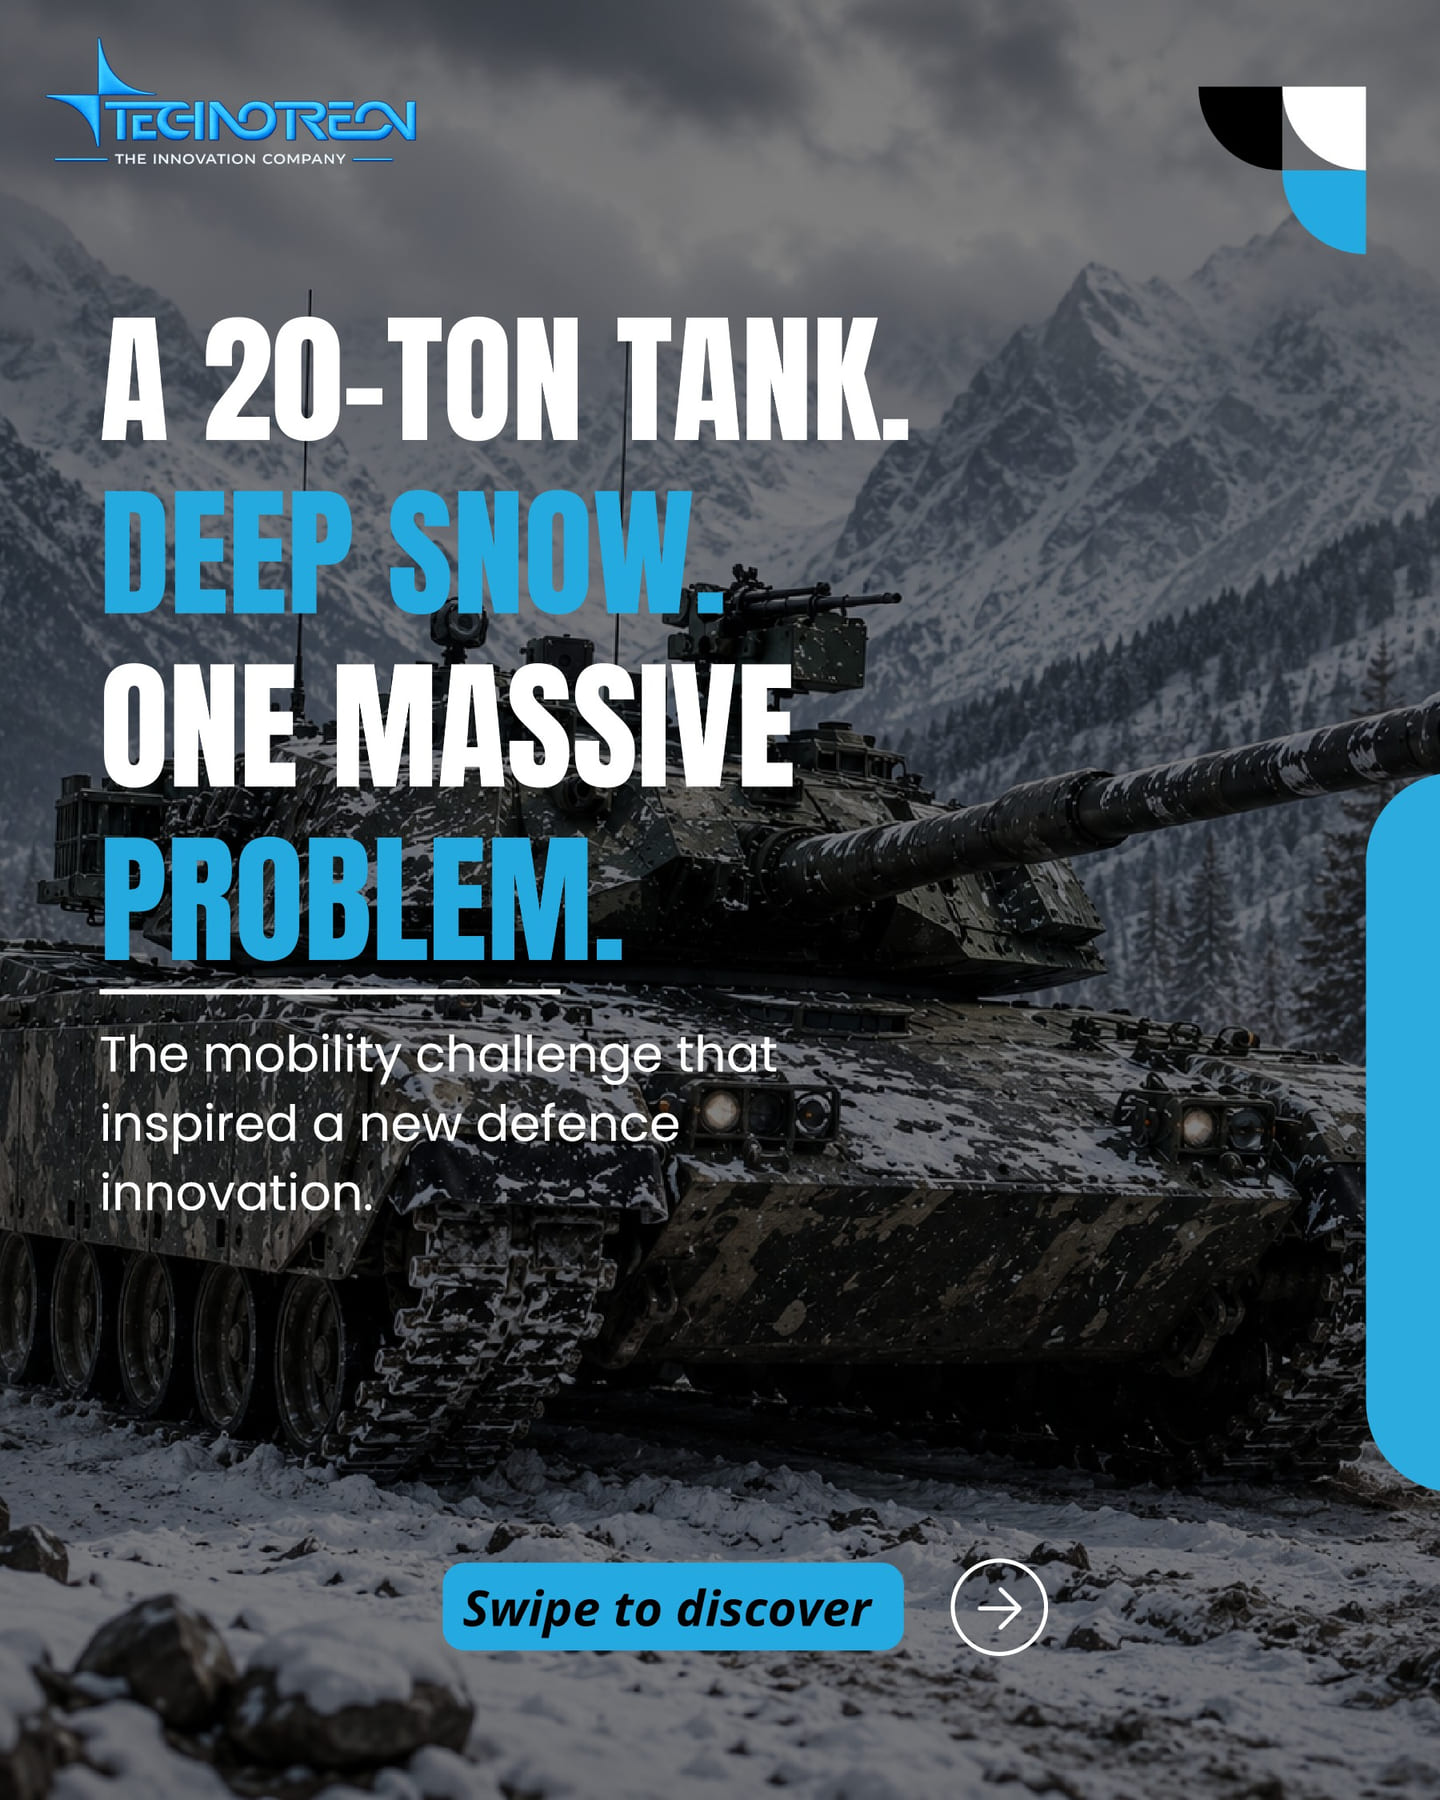 TECHNOTREON
THE INNOVATION COMPANY
A 20-TON TANK.
DEEP SNOW.
ONE MASSIVE
PROBLEM.
The mobility challenge that
inspired a new defence
innovation.
Swipe to discover